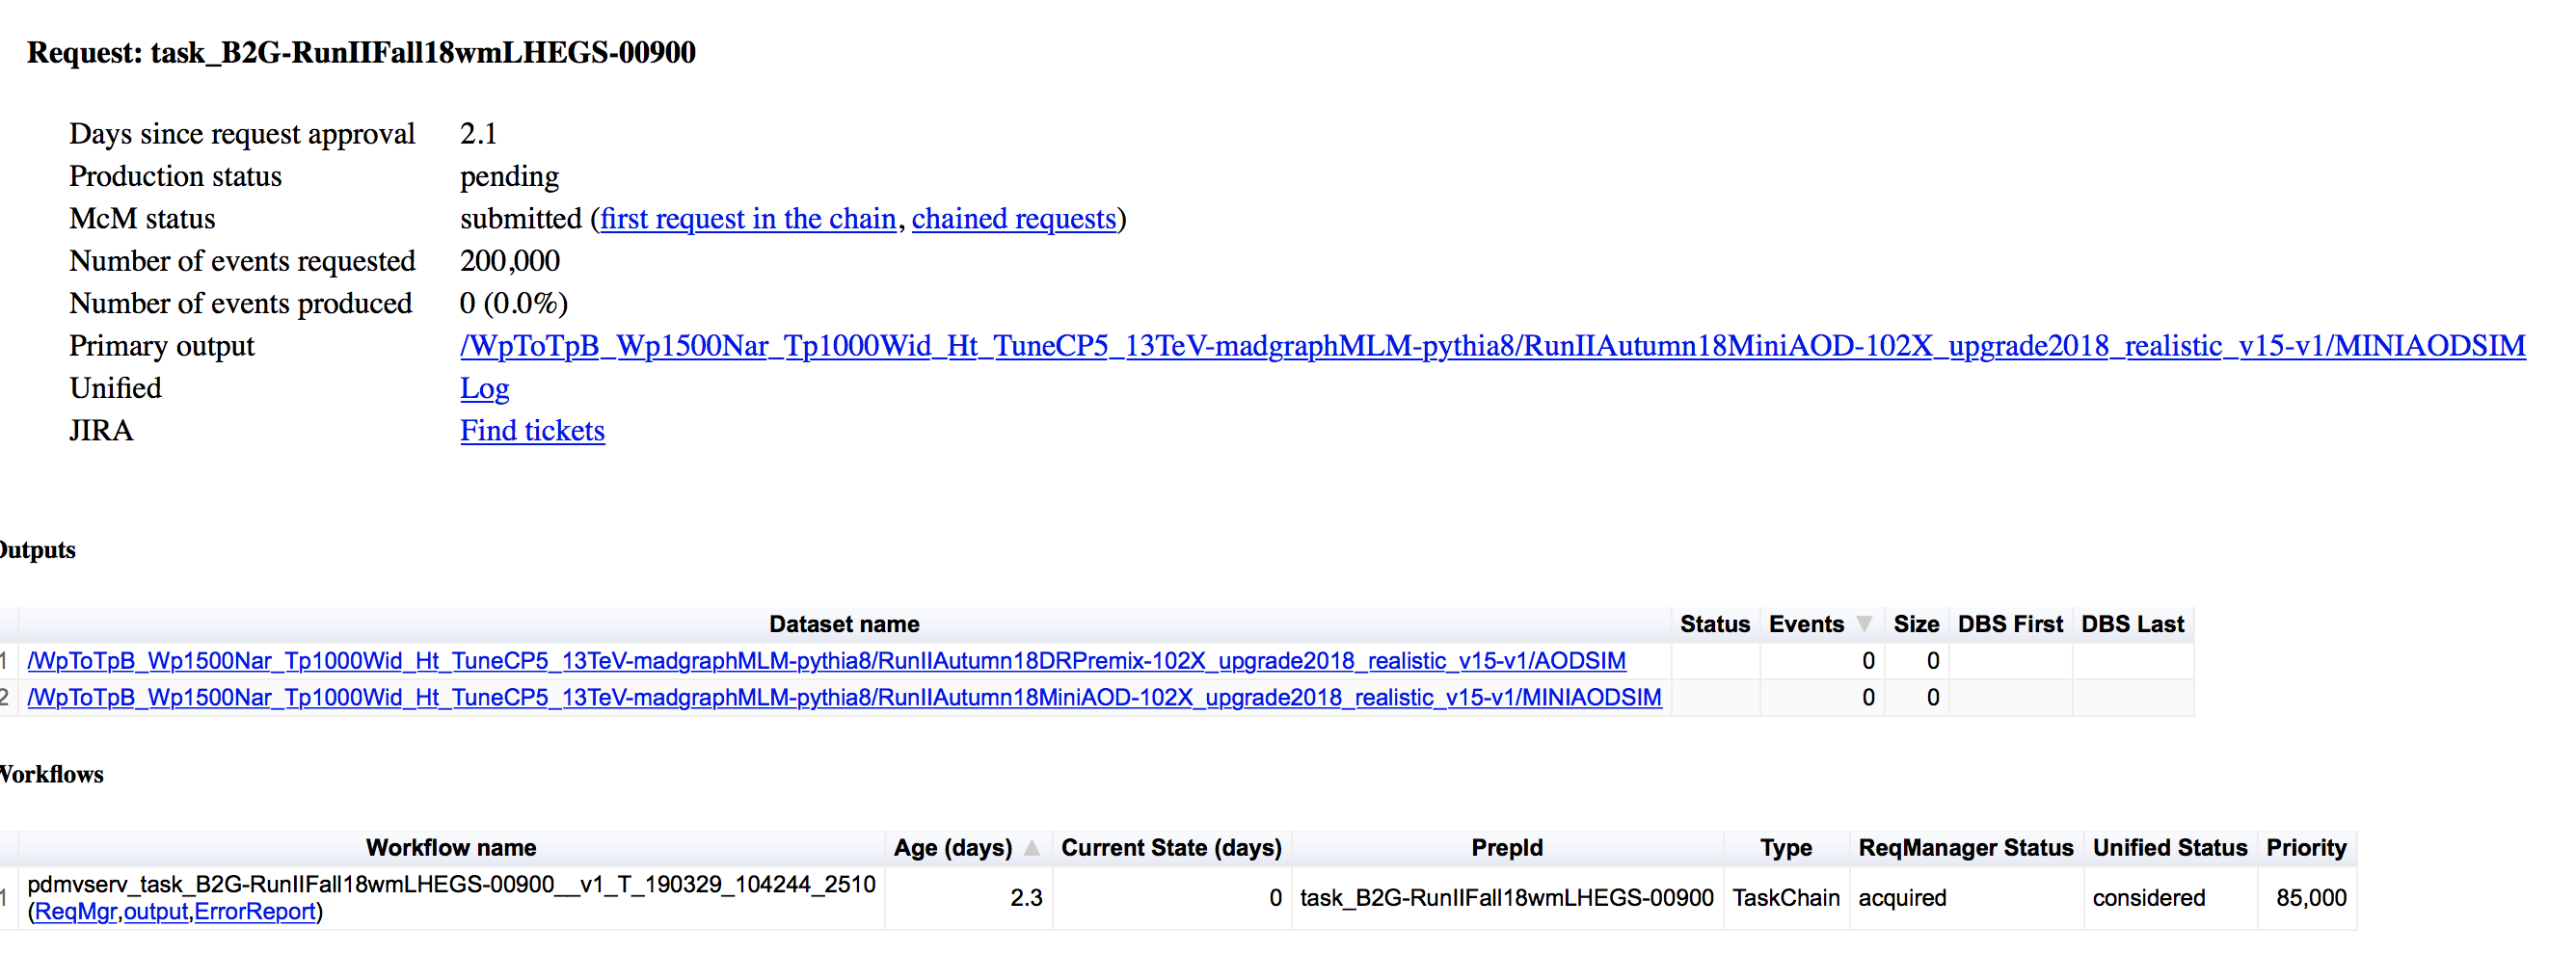 Request: task_B2G-RunIIFall18wmLHEGS-00900
Days since request approval 2.1
Production status pending
McM status submitted (first request in the chain, chained requests)
Number of events requested 200,000
Number of events produced 0 (0.0%)
Primary output /WpToTpB_Wp1500Nar_Tp1000Wid_Ht_TuneCP5_13TeV-madgraphMLM-pythia8/RunIIAutumn18MiniAOD-102X_upgrade2018_realistic_v15-v1/MINIAODSIM
Unified Log
JIRA Find tickets
Outputs
Dataset name Status Events Size DBS First DBS Last
1 /WpToTpB_Wp1500Nar_Tp1000Wid_Ht_TuneCP5_13TeV-madgraphMLM-pythia8/RunIIAutumn18DRPremix-102X_upgrade2018_realistic_v15-v1/AODSIM 0 0
2 /WpToTpB_Wp1500Nar_Tp1000Wid_Ht_TuneCP5_13TeV-madgraphMLM-pythia8/RunIIAutumn18MiniAOD-102X_upgrade2018_realistic_v15-v1/MINIAODSIM 0 0
Workflows
Workflow name Age (days) Current State (days) PrepId Type ReqManager Status Unified Status Priority
1 pdmvserv_task_B2G-RunIIFall18wmLHEGS-00900__v1_T_190329_104244_2510 2.3 0 task_B2G-RunIIFall18wmLHEGS-00900 TaskChain acquired considered 85,000
(ReqMgr,output,ErrorReport)